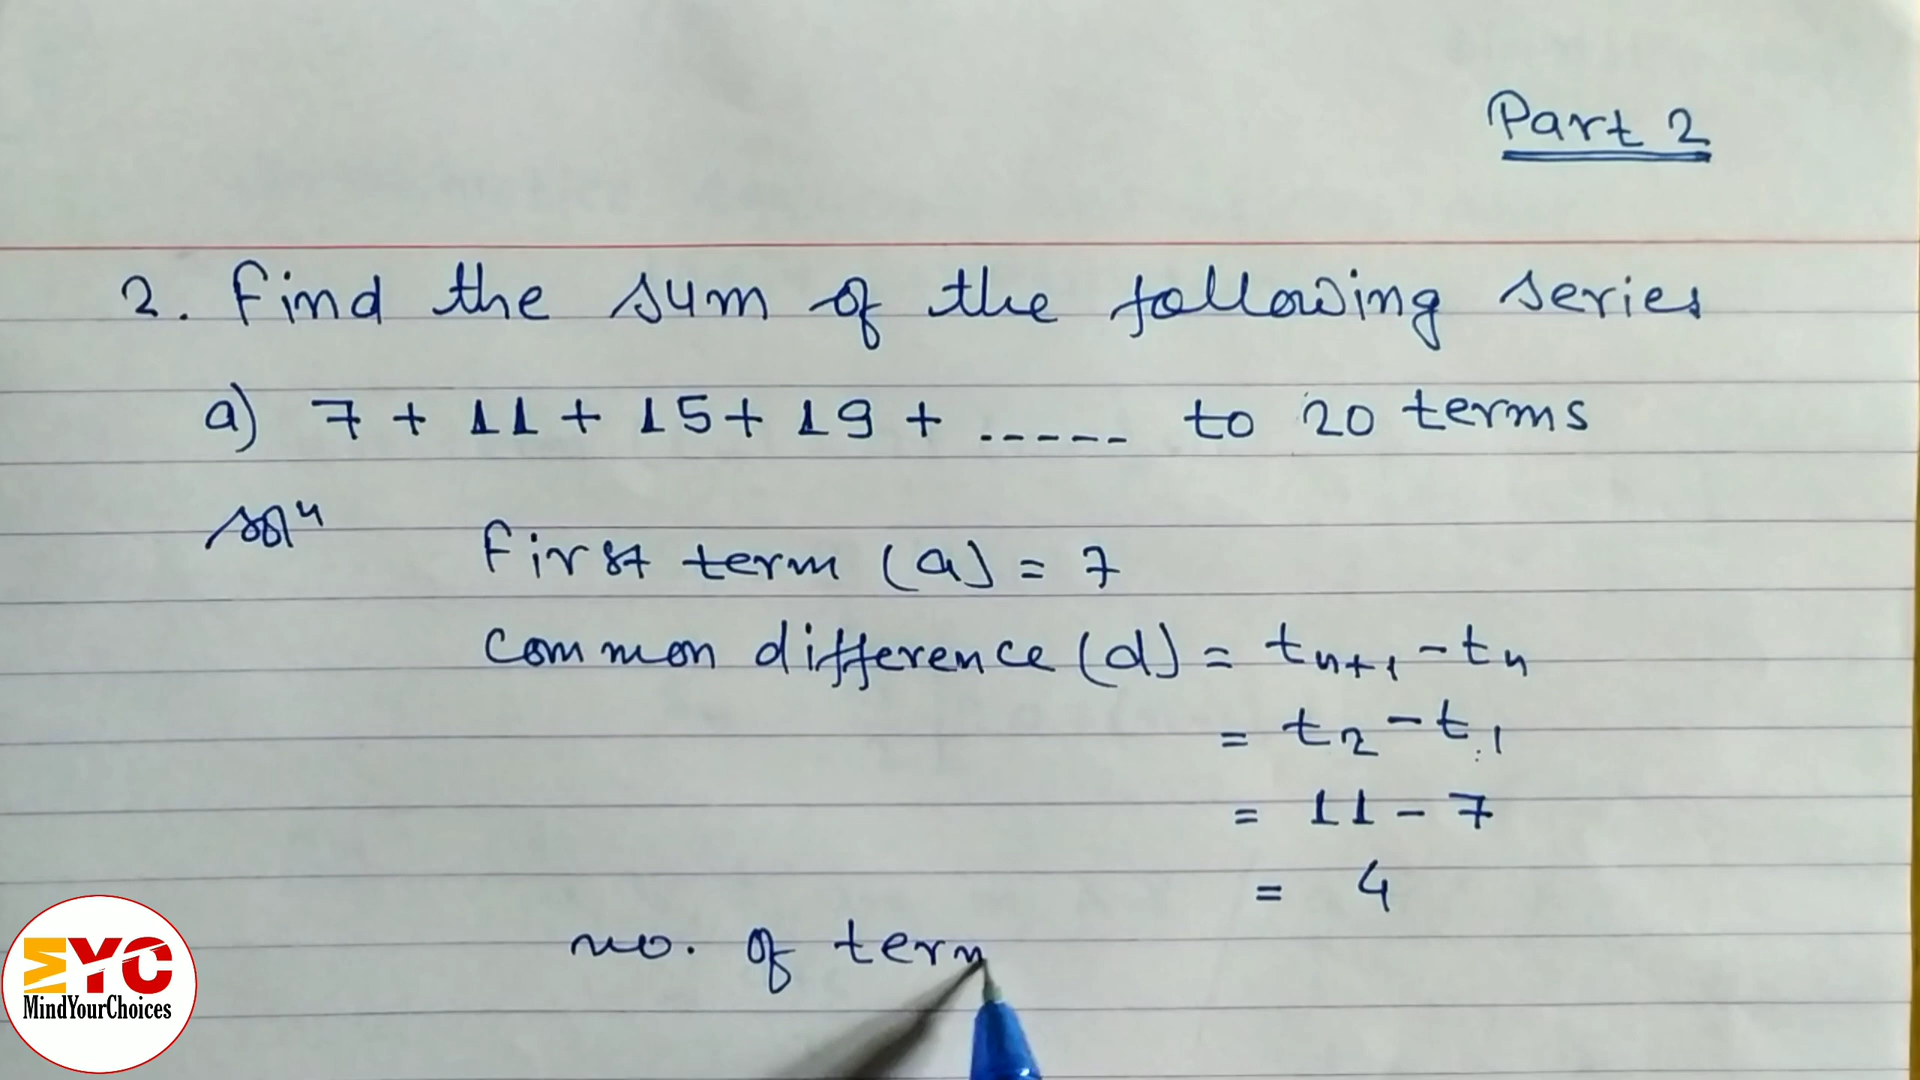 Part 2
2. Find the sum of the following series
a) 7 + 11 + 15 + 19 + ----- to 20 terms
solⁿ
First term (a) = 7
Common difference (d) = tₙ₊₁ - tₙ
= t₂ - t₁
= 11 - 7
= 4
no. of term
MYC
MindYourChoices